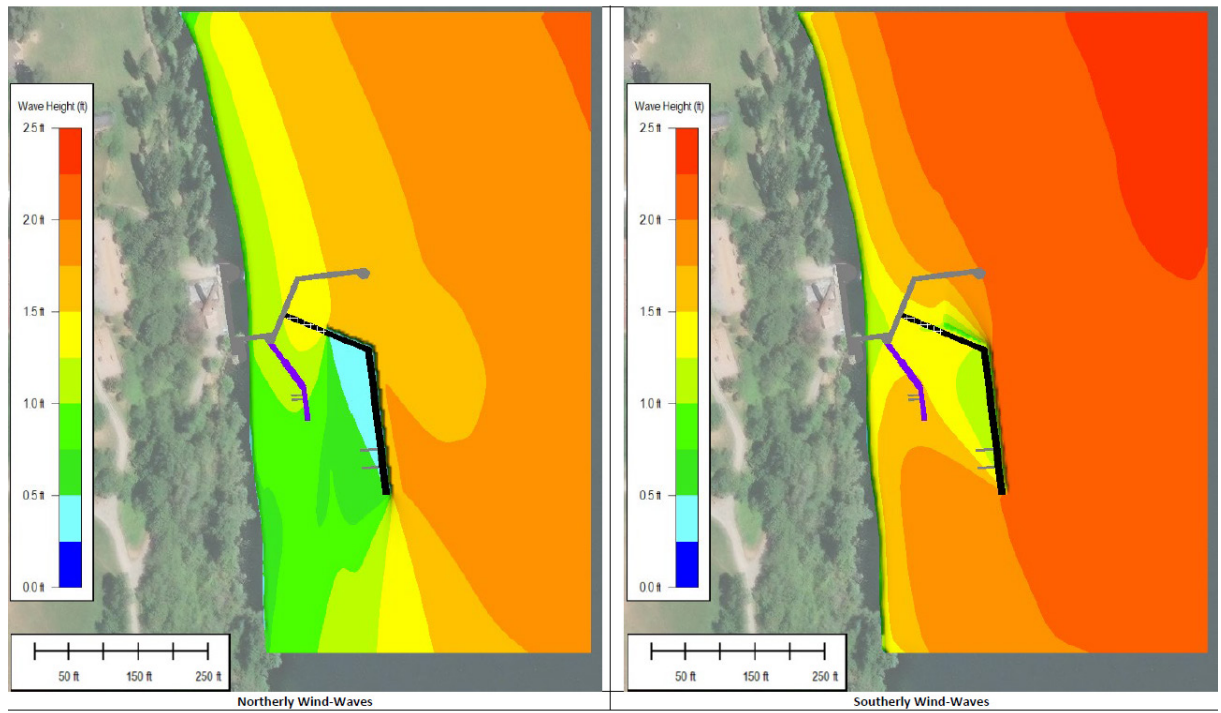 Wave Height (ft)
2.5 ft
2.0 ft
1.5 ft
1.0 ft
0.5 ft
0.0 ft
50 ft 150 ft 250 ft
Northerly Wind-Waves
Wave Height (ft)
2.5 ft
2.0 ft
1.5 ft
1.0 ft
0.5 ft
0.0 ft
50 ft 150 ft 250 ft
Southerly Wind-Waves